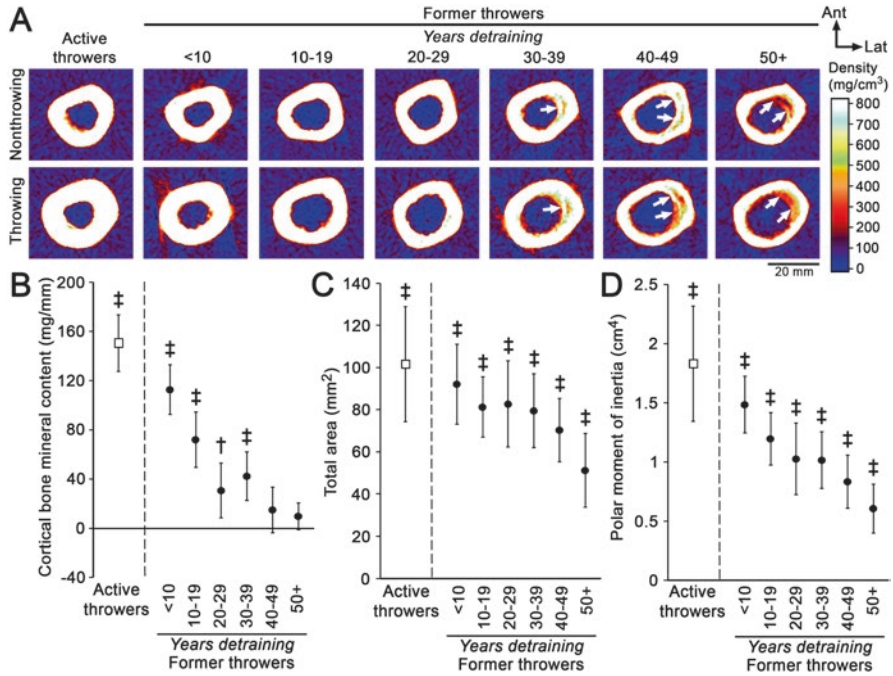 A
Former throwers
Ant
Lat
Active throwers
Years detraining
<10
10-19
20-29
30-39
40-49
50+
Nonthrowing
Throwing
Density (mg/cm³)
800
700
600
500
400
300
200
100
0
20 mm
B
Cortical bone mineral content (mg/mm)
200
160
120
80
40
0
-40
‡
‡
‡
†
‡
Active throwers
<10
10-19
20-29
30-39
40-49
50+
Years detraining
Former throwers
C
Total area (mm²)
140
120
100
80
60
40
20
0
‡
‡
‡
‡
‡
‡
‡
Active throwers
<10
10-19
20-29
30-39
40-49
50+
Years detraining
Former throwers
D
Polar moment of inertia (cm⁴)
2.5
2
1.5
1
0.5
0
‡
‡
‡
‡
‡
‡
‡
Active throwers
<10
10-19
20-29
30-39
40-49
50+
Years detraining
Former throwers